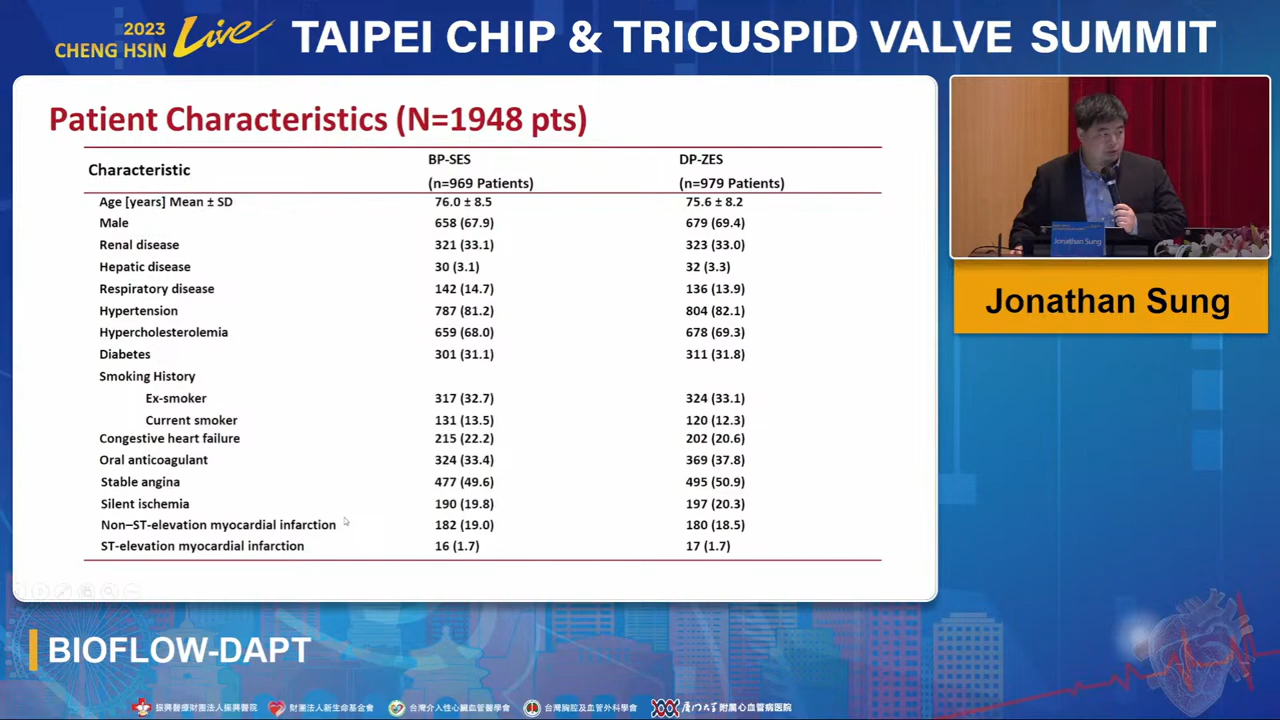 2023
CHENG HSIN
Live
TAIPEI CHIP & TRICUSPID VALVE SUMMIT
Patient Characteristics (N=1948 pts)
Characteristic
BP-SES
(n=969 Patients)
DP-ZES
(n=979 Patients)
Age [years] Mean ± SD 76.0 ± 8.5 75.6 ± 8.2
Male 658 (67.9) 679 (69.4)
Renal disease 321 (33.1) 323 (33.0)
Hepatic disease 30 (3.1) 32 (3.3)
Respiratory disease 142 (14.7) 136 (13.9)
Hypertension 787 (81.2) 804 (82.1)
Hypercholesterolemia 659 (68.0) 678 (69.3)
Diabetes 301 (31.1) 311 (31.8)
Smoking History
Ex-smoker 317 (32.7) 324 (33.1)
Current smoker 131 (13.5) 120 (12.3)
Congestive heart failure 215 (22.2) 202 (20.6)
Oral anticoagulant 324 (33.4) 369 (37.8)
Stable angina 477 (49.6) 495 (50.9)
Silent ischemia 190 (19.8) 197 (20.3)
Non–ST-elevation myocardial infarction 182 (19.0) 180 (18.5)
ST-elevation myocardial infarction 16 (1.7) 17 (1.7)
Jonathan Sung
Jonathan Sung
BIOFLOW-DAPT
振興醫療財團法人振興醫院
財團法人新生命基金會
台灣介入性心臟血管醫學會
台灣胸腔及血管外科學會
厦门大学附属心血管病医院